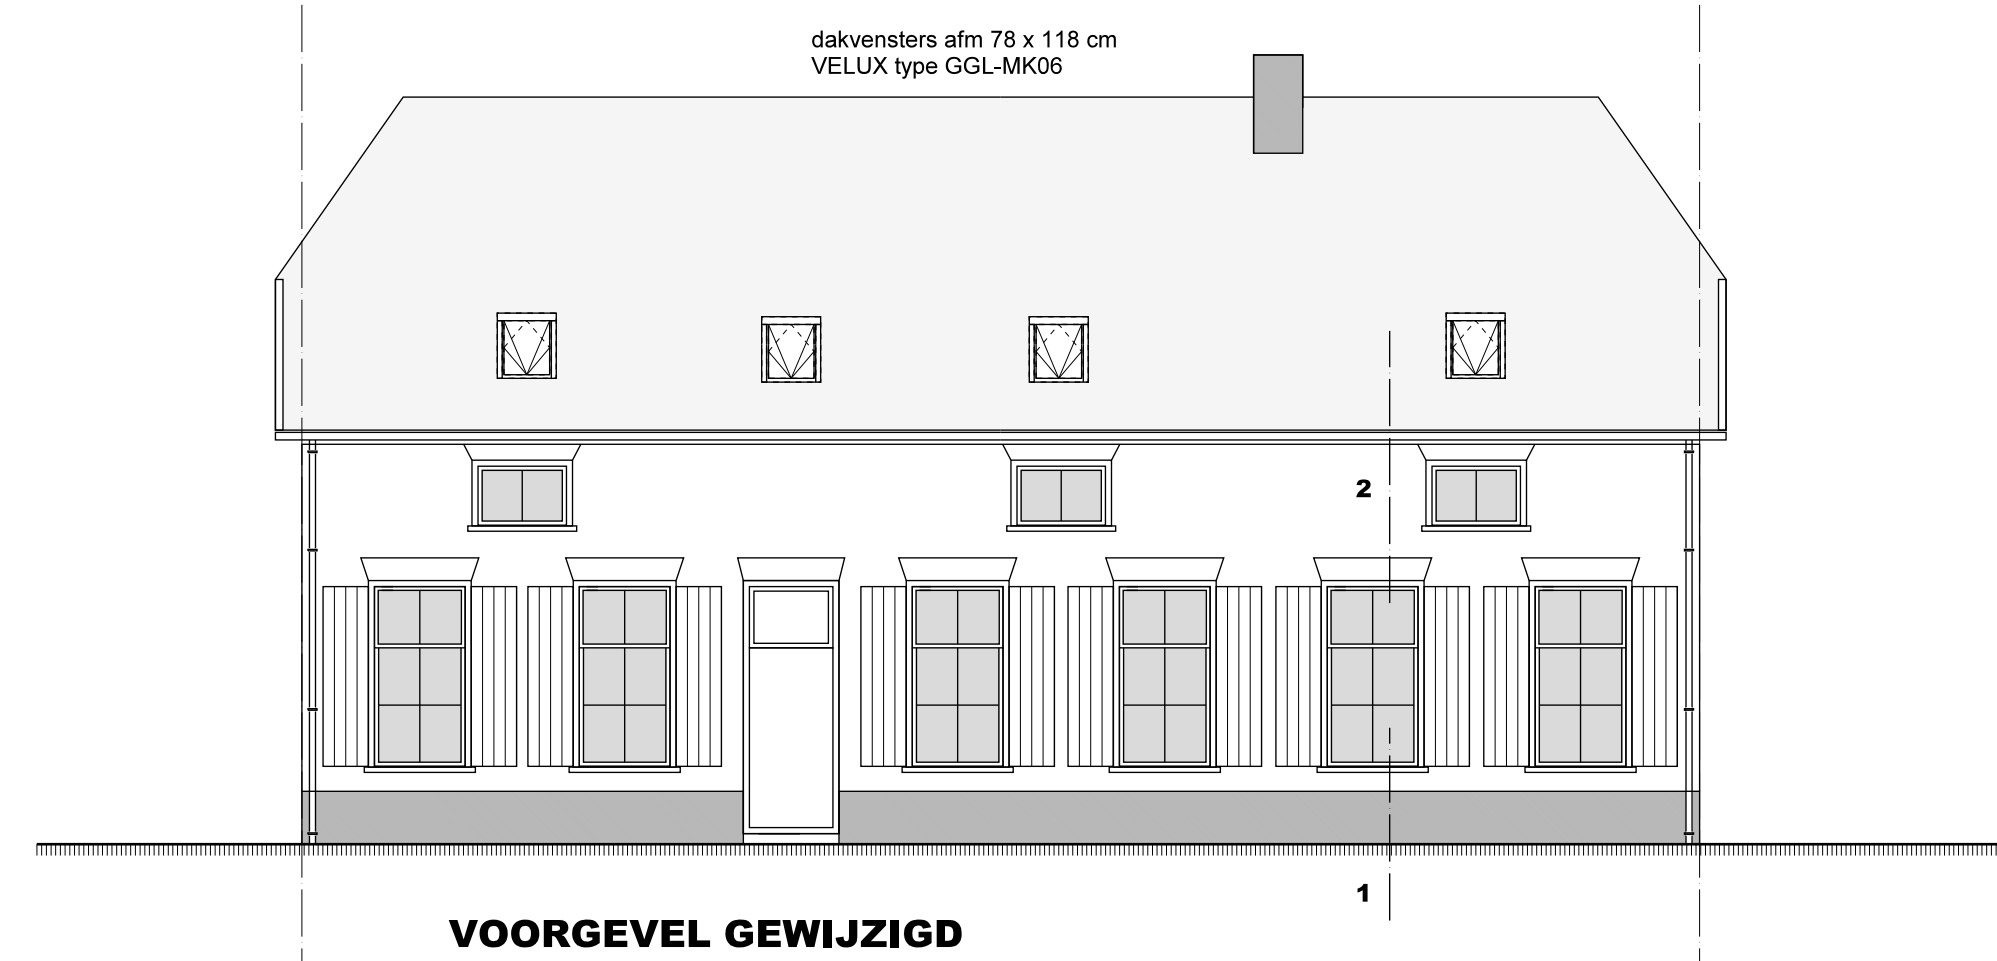 dakvensters afm 78 x 118 cm
VELUX type GGL-MK06
2
1
VOORGEVEL GEWIJZIGD